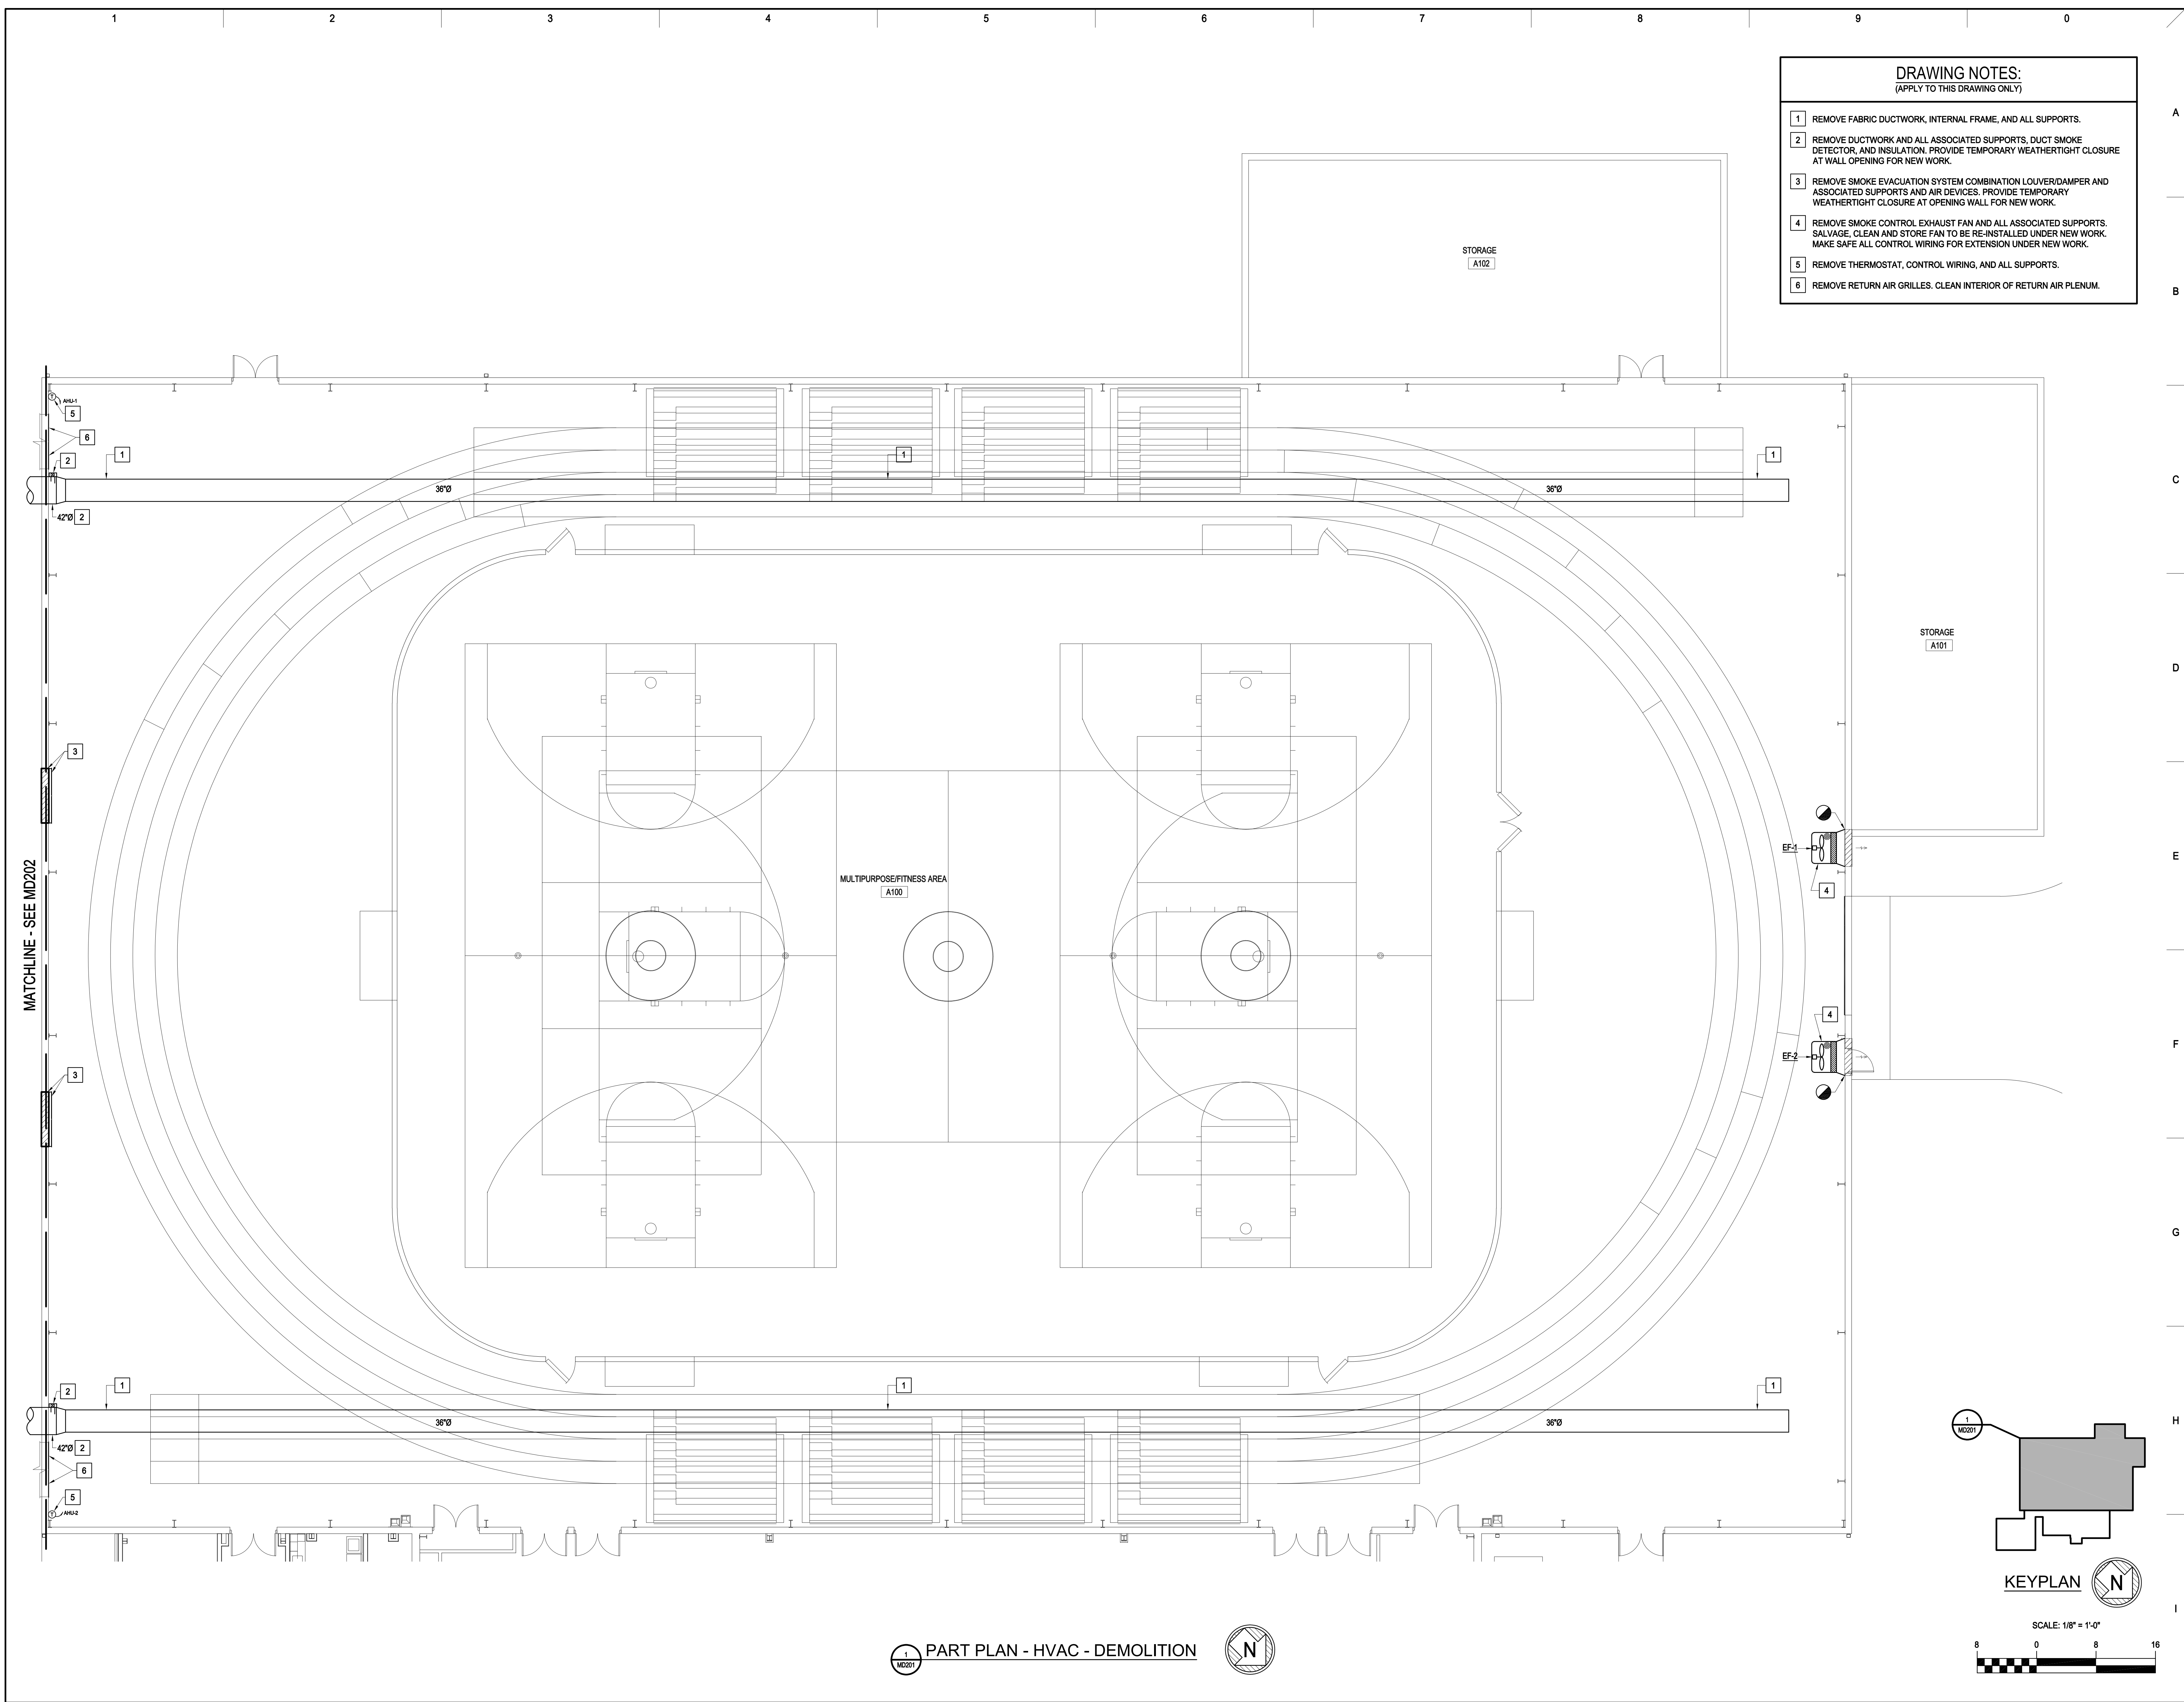 1 2 3 4 5 6 7 8 9 0
DRAWING NOTES:
(APPLY TO THIS DRAWING ONLY)
1 REMOVE FABRIC DUCTWORK, INTERNAL FRAME, AND ALL SUPPORTS.
2 REMOVE DUCTWORK AND ALL ASSOCIATED SUPPORTS, DUCT SMOKE
DETECTOR, AND INSULATION. PROVIDE TEMPORARY WEATHERTIGHT CLOSURE
AT WALL OPENING FOR NEW WORK.
3 REMOVE SMOKE EVACUATION SYSTEM COMBINATION LOUVER/DAMPER AND
ASSOCIATED SUPPORTS AND AIR DEVICES. PROVIDE TEMPORARY
WEATHERTIGHT CLOSURE AT OPENING WALL FOR NEW WORK.
4 REMOVE SMOKE CONTROL EXHAUST FAN AND ALL ASSOCIATED SUPPORTS.
SALVAGE, CLEAN AND STORE FAN TO BE RE-INSTALLED UNDER NEW WORK.
MAKE SAFE ALL CONTROL WIRING FOR EXTENSION UNDER NEW WORK.
5 REMOVE THERMOSTAT, CONTROL WIRING, AND ALL SUPPORTS.
6 REMOVE RETURN AIR GRILLES. CLEAN INTERIOR OF RETURN AIR PLENUM.
A
B
C
D
E
F
G
H
I
STORAGE
A102
T AHU-1
5
6
2
1
1
1
36"Ø
36"Ø
42"Ø 2
STORAGE
A101
3
MATCHLINE - SEE MD202
EF-1
4
MULTIPURPOSE/FITNESS AREA
A100
4
EF-2
3
2
1
1
1
36"Ø
36"Ø
42"Ø 2
6
5
T AHU-2
1
MD201
KEYPLAN
N
SCALE: 1/8" = 1'-0"
8 0 8 16
1
MD201
PART PLAN - HVAC - DEMOLITION
N